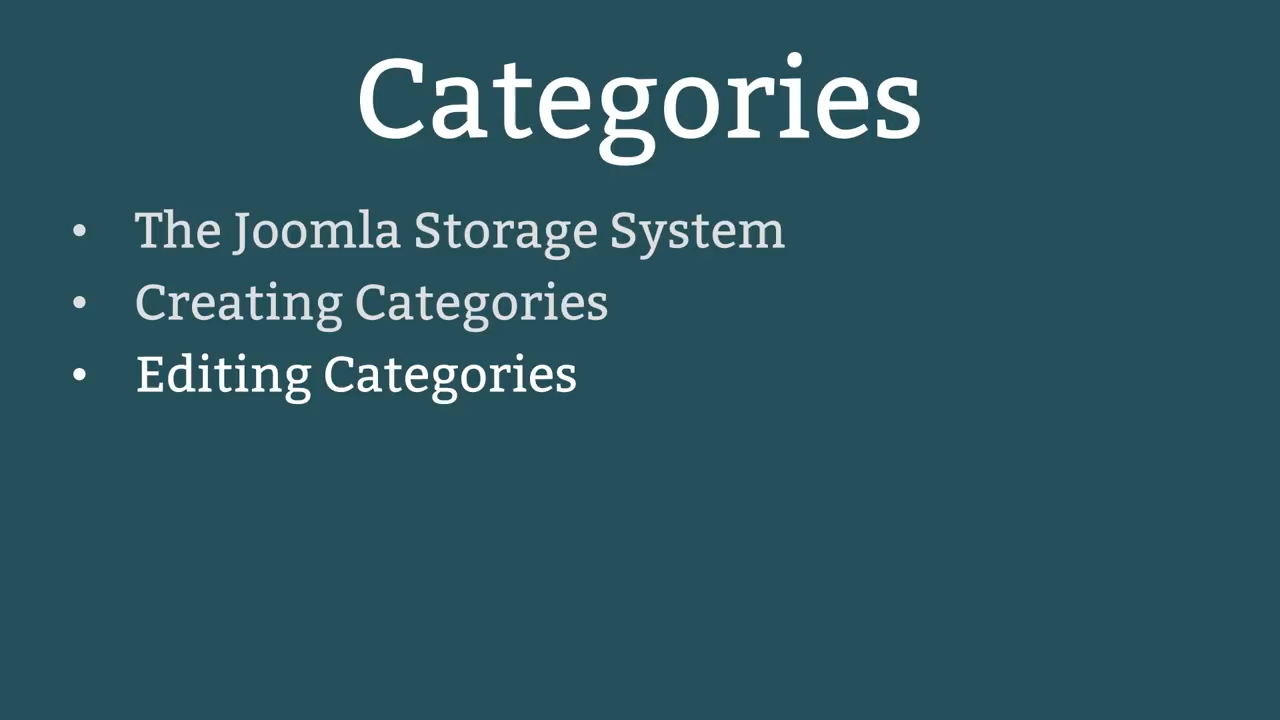 Categories
• The Joomla Storage System
• Creating Categories
• Editing Categories